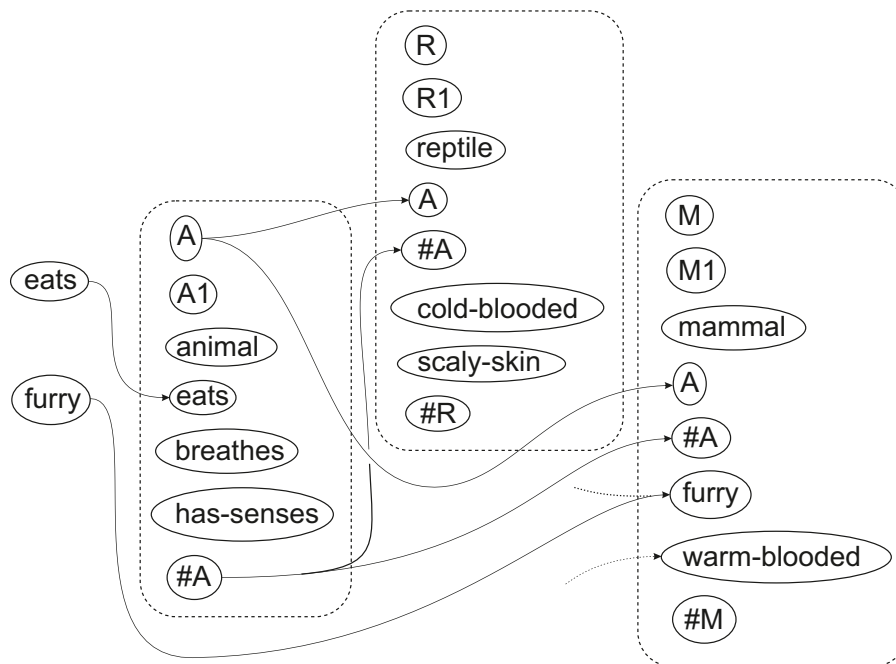 eats
furry
A
A1
animal
eats
breathes
has-senses
#A
R
R1
reptile
A
#A
cold-blooded
scaly-skin
#R
M
M1
mammal
A
#A
furry
warm-blooded
#M